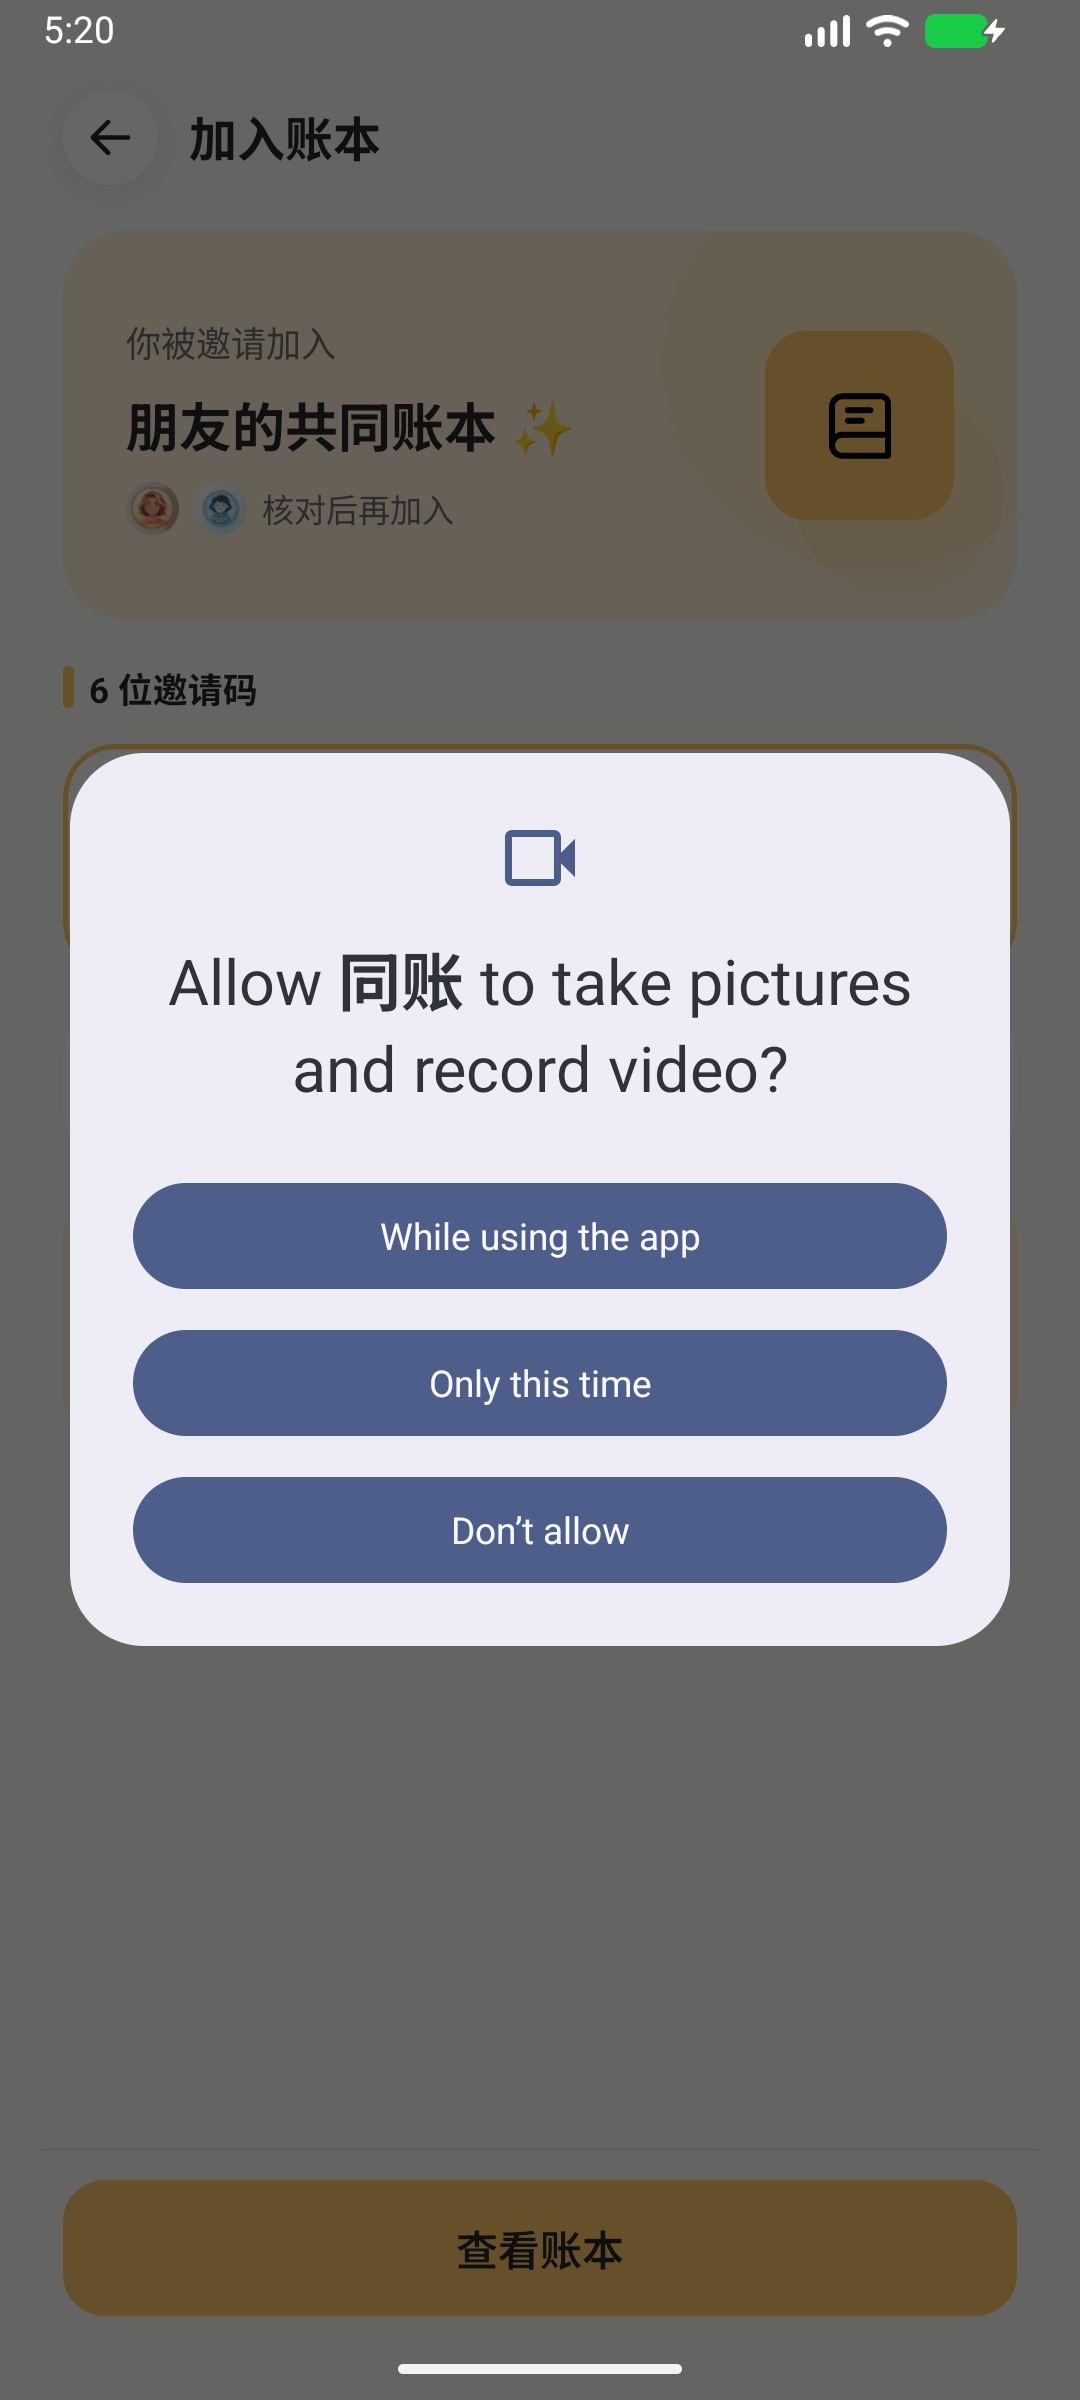 5:20
加入账本
你被邀请加入
朋友的共同账本 ✨
核对后再加入
6 位邀请码
Allow 同账 to take pictures
and record video?
While using the app
Only this time
Don’t allow
查看账本